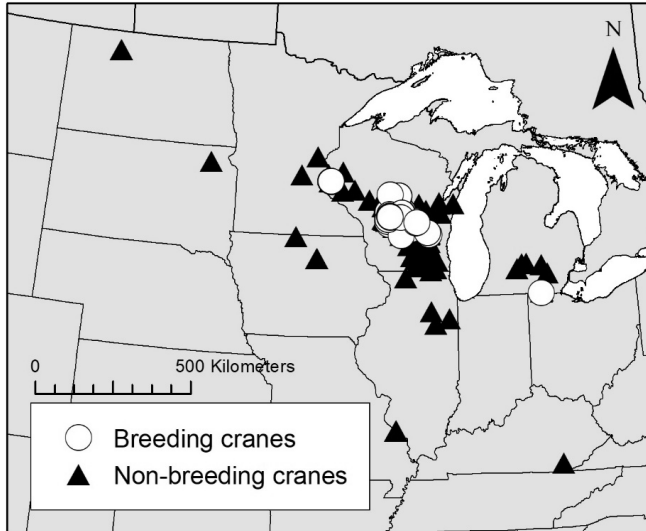 N
0 500 Kilometers
Breeding cranes
Non-breeding cranes